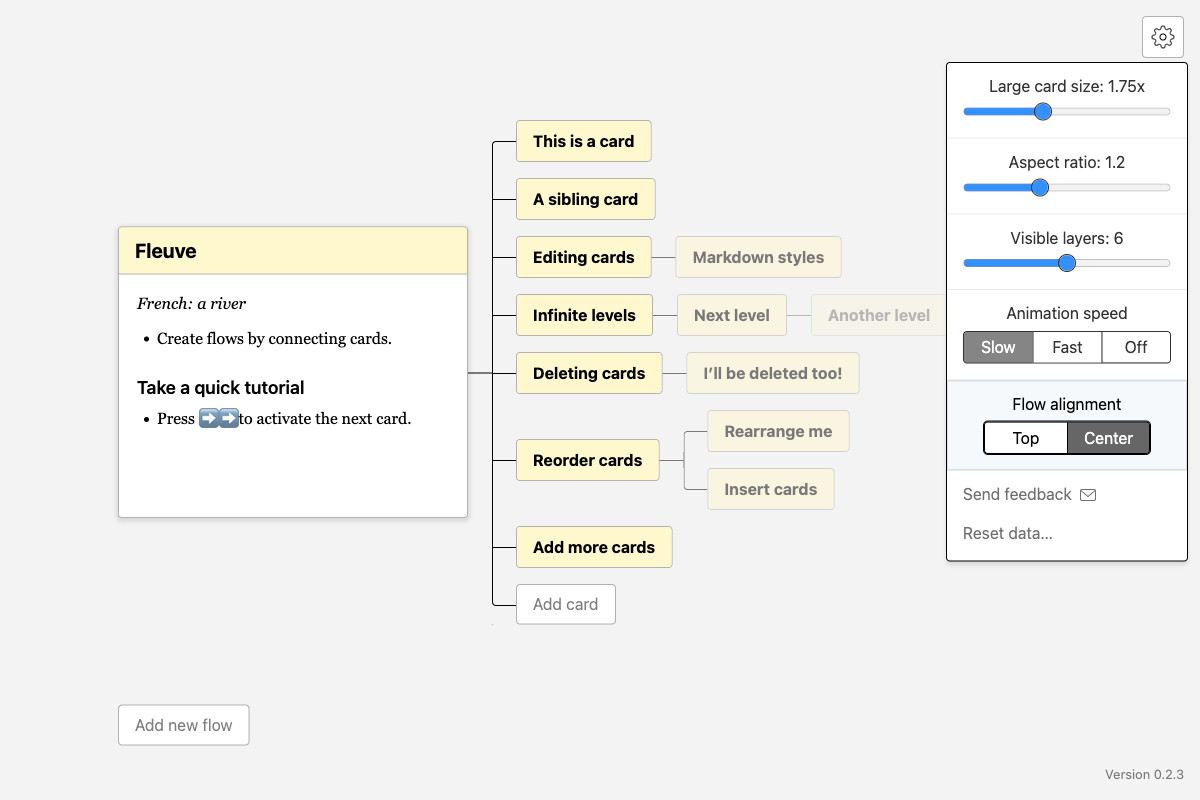 Fleuve
French: a river
• Create flows by connecting cards.
Take a quick tutorial
• Press ➡️➡️to activate the next card.
This is a card
A sibling card
Editing cards
Markdown styles
Infinite levels
Next level
Another level
Deleting cards
I’ll be deleted too!
Reorder cards
Rearrange me
Insert cards
Add more cards
Add card
Add new flow
Large card size: 1.75x
Aspect ratio: 1.2
Visible layers: 6
Animation speed
Slow Fast Off
Flow alignment
Top Center
Send feedback
Reset data...
Version 0.2.3